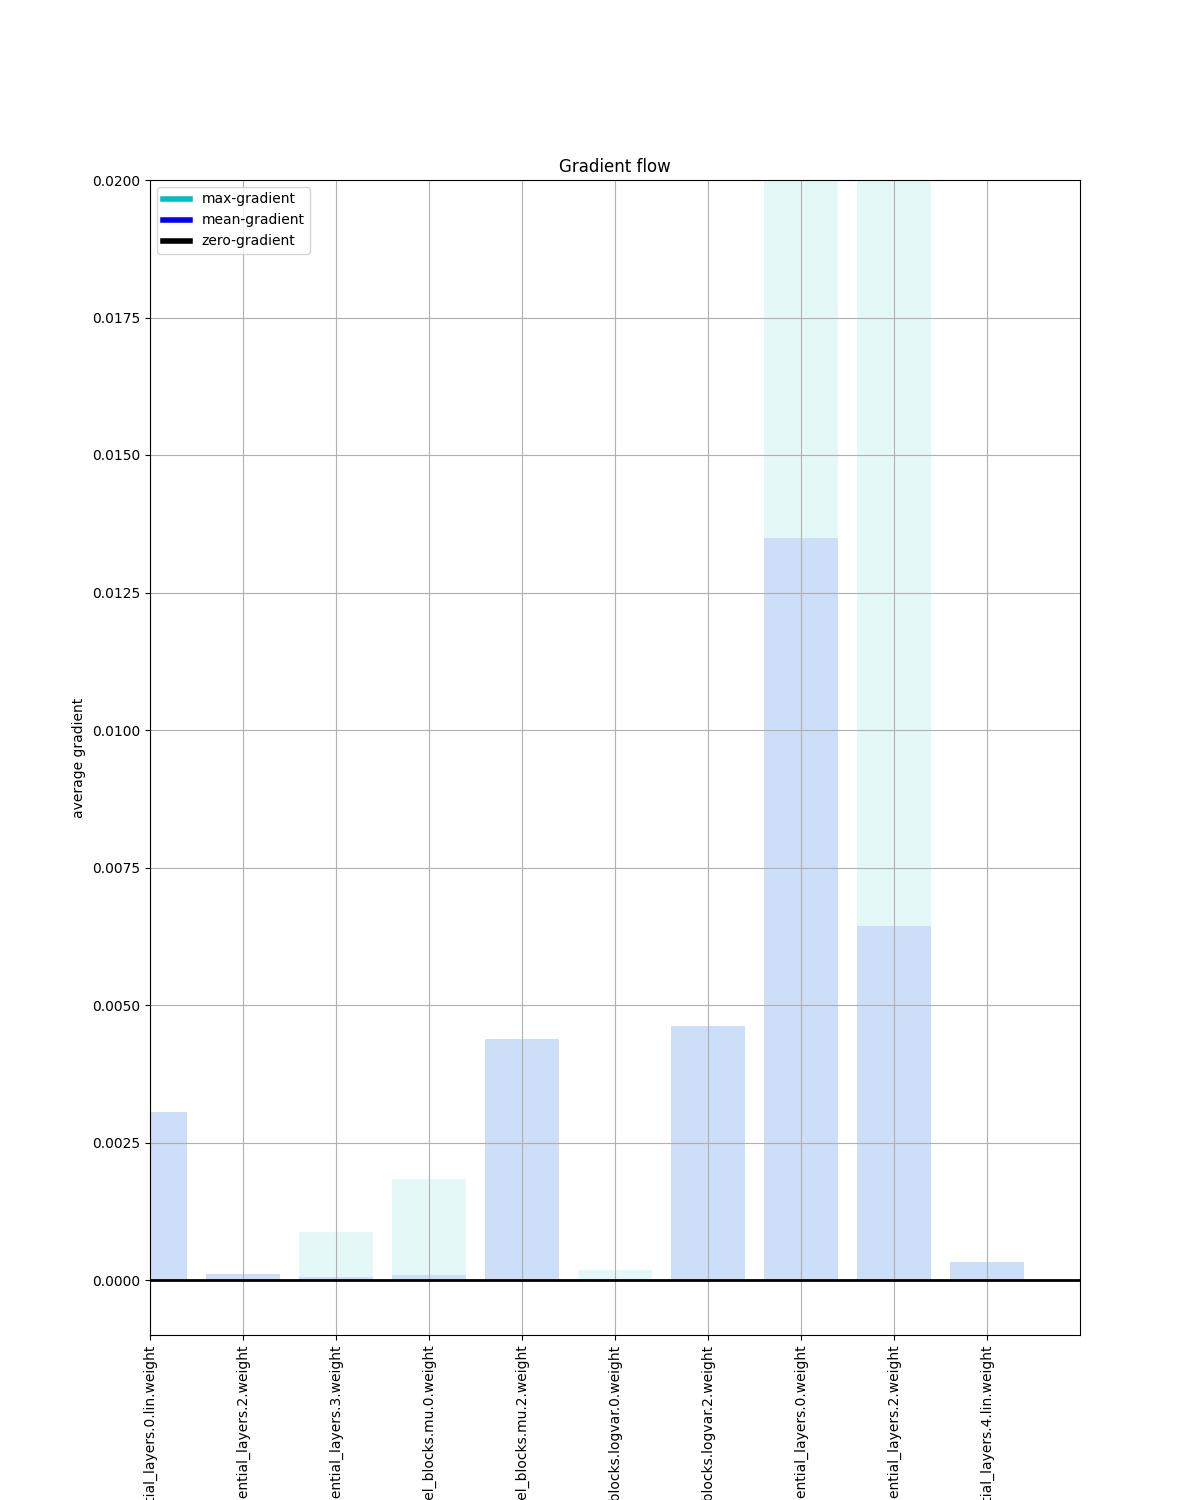 Gradient flow
max-gradient
mean-gradient
zero-gradient
average gradient
0.0200
0.0175
0.0150
0.0125
0.0100
0.0075
0.0050
0.0025
0.0000
tial_layers.0.lin.weight
ential_layers.2.weight
ential_layers.3.weight
el_blocks.mu.0.weight
el_blocks.mu.2.weight
blocks.logvar.0.weight
blocks.logvar.2.weight
ential_layers.0.weight
ential_layers.2.weight
tial_layers.4.lin.weight